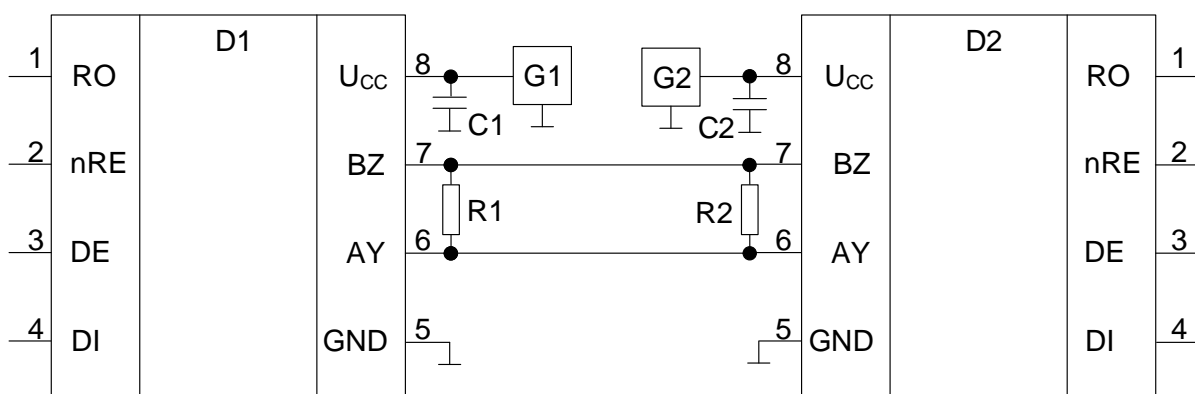 D1
D2
1
RO
U_CC
8
G1
G2
8
U_CC
RO
1
C1
C2
2
nRE
BZ
7
7
BZ
nRE
2
R1
R2
3
DE
AY
6
6
AY
DE
3
4
DI
GND
5
5
GND
DI
4